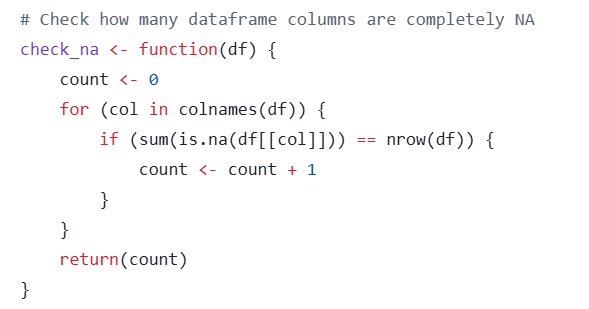 # Check how many dataframe columns are completely NA
check_na <- function(df) {
    count <- 0
    for (col in colnames(df)) {
        if (sum(is.na(df[[col]])) == nrow(df)) {
            count <- count + 1
        }
    }
    return(count)
}